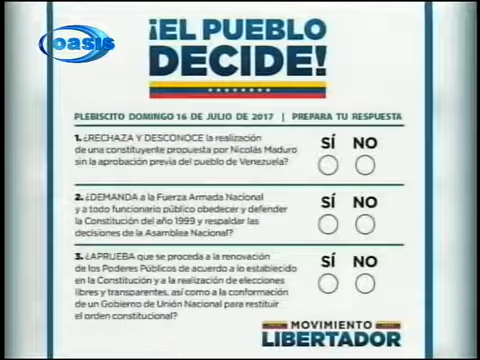 ¡EL PUEBLO
oasis
DECIDE!
PLEBISCITO DOMINGO 16 DE JULIO DE 2017 | PREPARA TU RESPUESTA
1. ¿RECHAZA Y DESCONOCE la realización
de una constituyente propuesta por Nicolás Maduro
sin la aprobación previa del pueblo de Venezuela?
SÍ NO
2. ¿DEMANDA a la Fuerza Armada Nacional
y a todo funcionario público obedecer y defender
la Constitución del año 1999 y respaldar las
decisiones de la Asamblea Nacional?
SÍ NO
3. ¿APRUEBA que se proceda a la renovación
de los Poderes Públicos de acuerdo a lo establecido
en la Constitución y a la realización de elecciones
libres y transparentes, así como a la conformación
de un Gobierno de Unión Nacional para restituir
el orden constitucional?
SÍ NO
MOVIMIENTO
LIBERTADOR